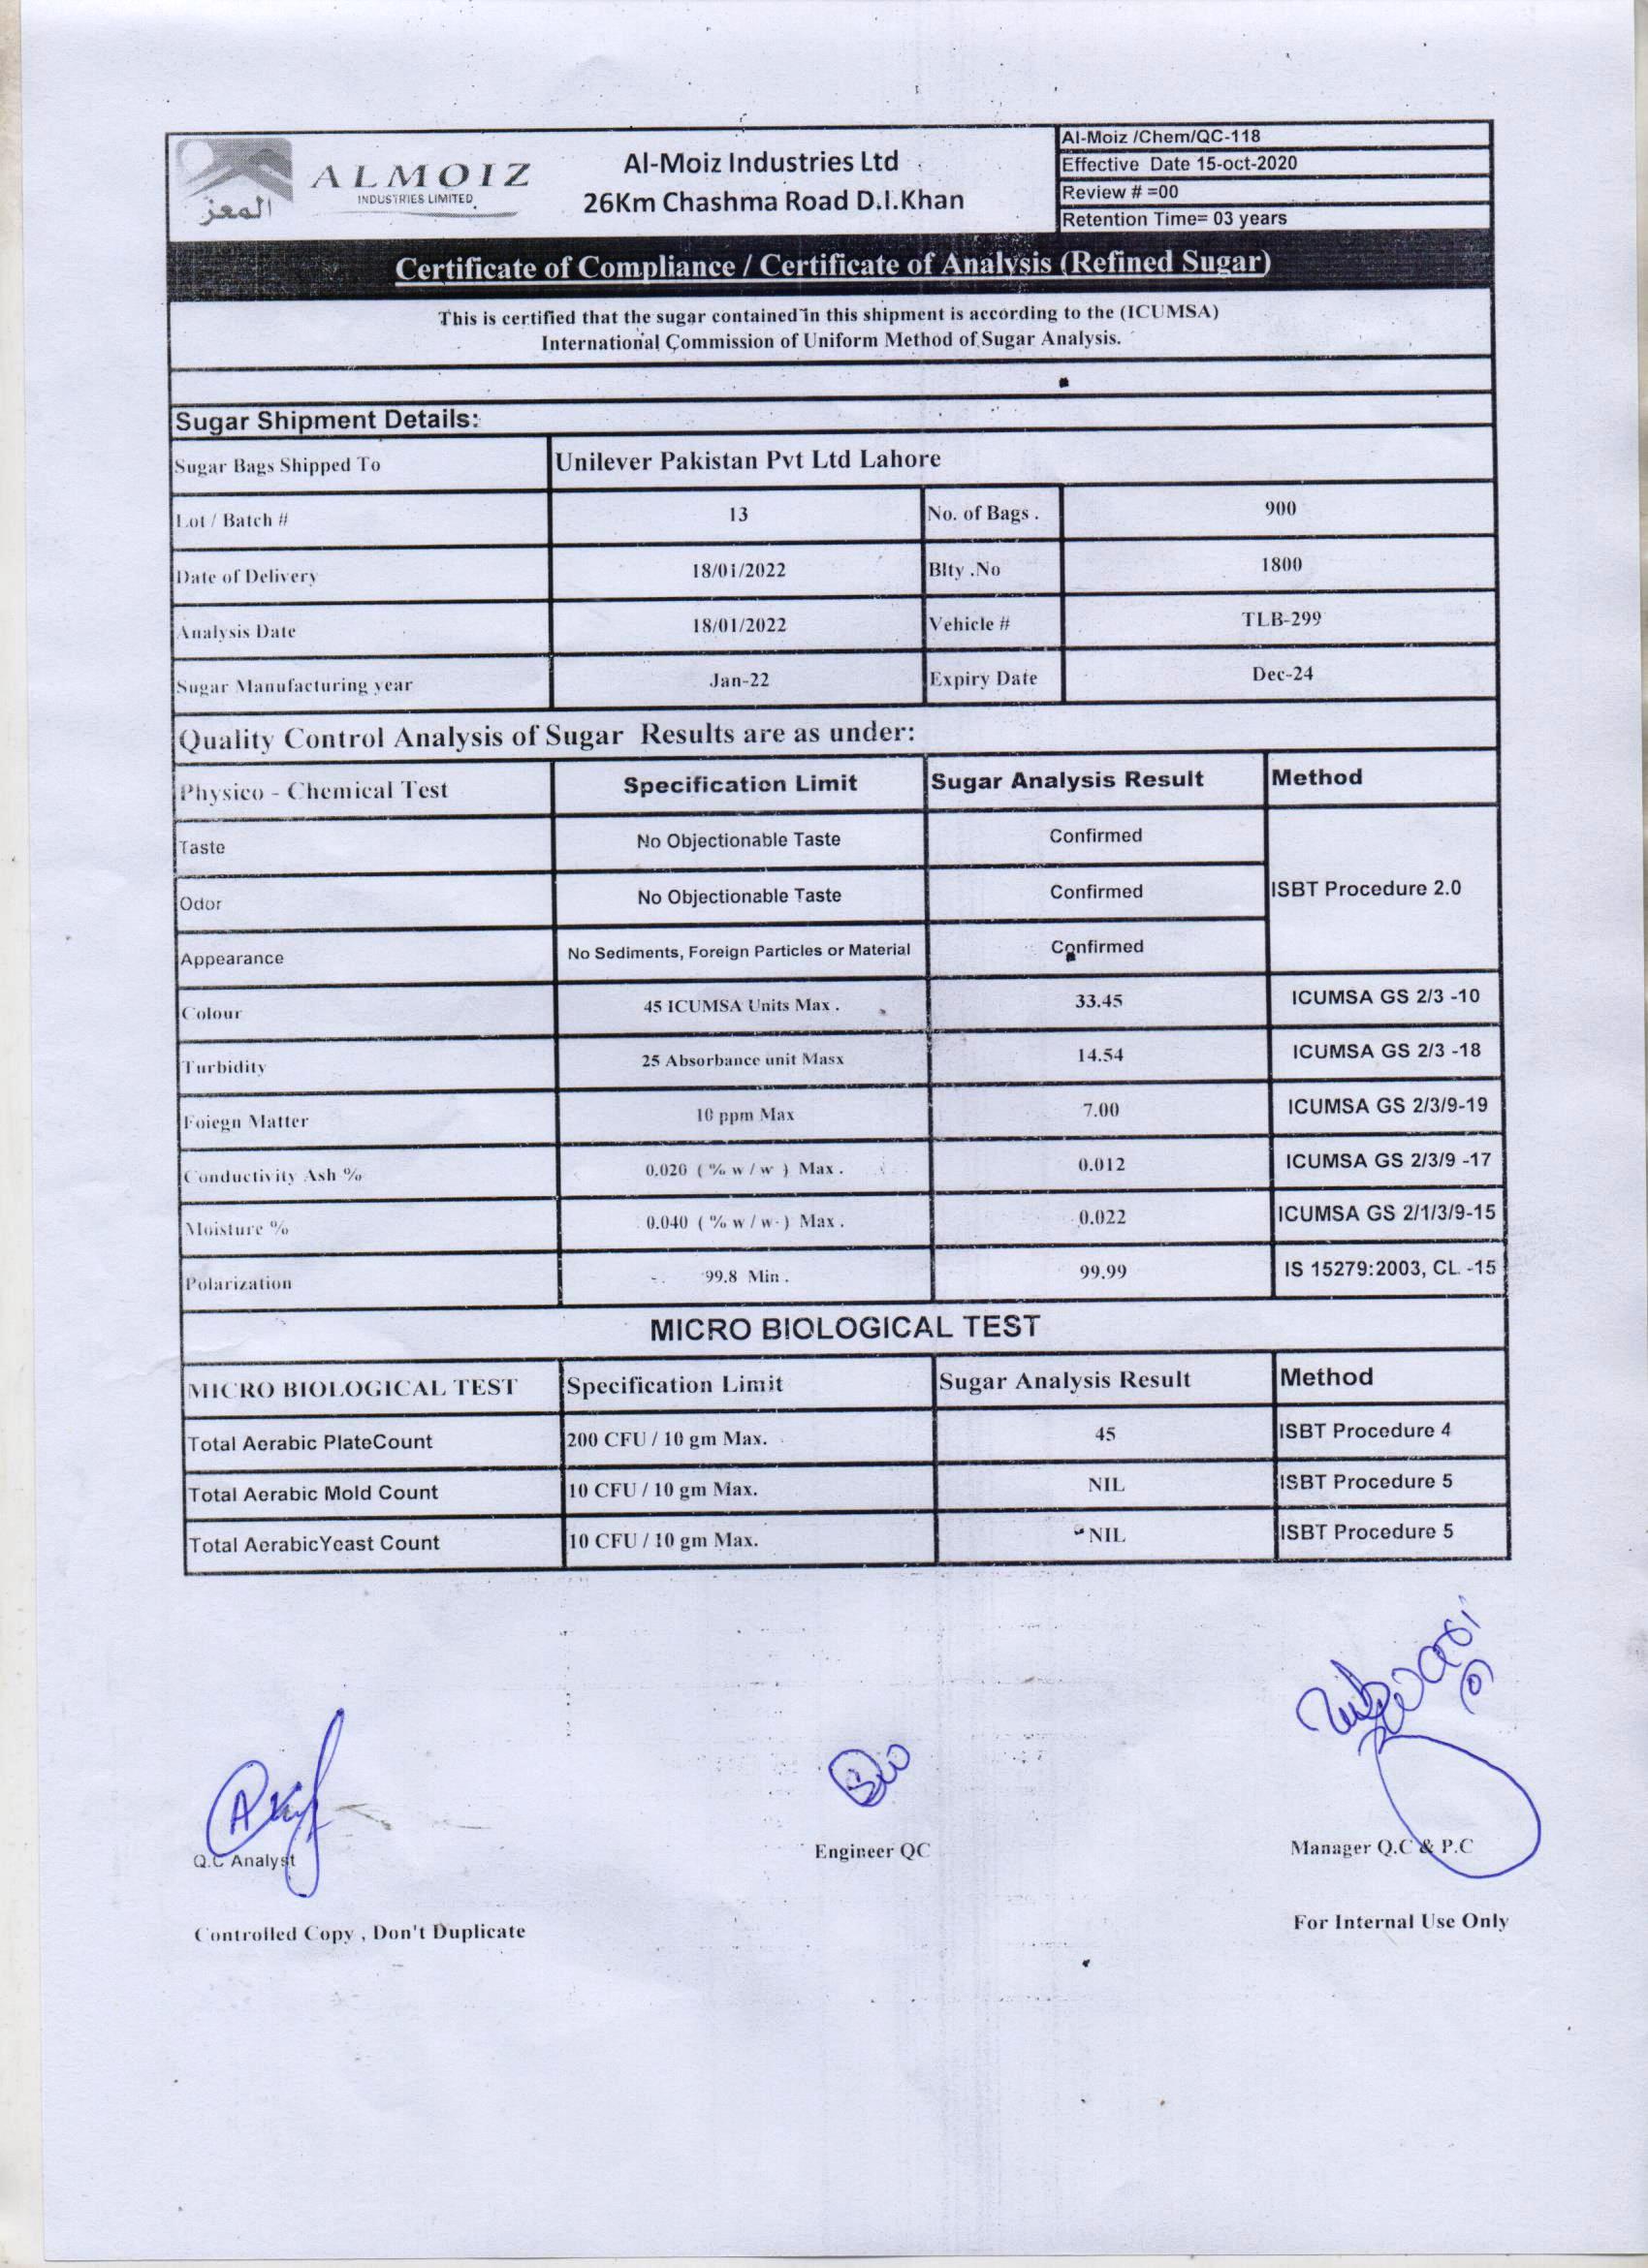 المعز
ALMOIZ
INDUSTRIES LIMITED
Al-Moiz Industries Ltd
26Km Chashma Road D.I.Khan
Al-Moiz /Chem/QC-118
Effective Date 15-oct-2020
Review # =00
Retention Time= 03 years
Certificate of Compliance / Certificate of Analysis (Refined Sugar)
This is certified that the sugar contained in this shipment is according to the (ICUMSA)
International Commission of Uniform Method of Sugar Analysis.
Sugar Shipment Details:
Sugar Bags Shipped To Unilever Pakistan Pvt Ltd Lahore
Lot / Batch # 13 No. of Bags . 900
Date of Delivery 18/01/2022 Blty .No 1800
Analysis Date 18/01/2022 Vehicle # TLB-299
Sugar Manufacturing year Jan-22 Expiry Date Dec-24
Quality Control Analysis of Sugar Results are as under:
Physico - Chemical Test Specification Limit Sugar Analysis Result Method
Taste No Objectionable Taste Confirmed
Odor No Objectionable Taste Confirmed ISBT Procedure 2.0
Appearance No Sediments, Foreign Particles or Material Confirmed
Colour 45 ICUMSA Units Max . 33.45 ICUMSA GS 2/3 -10
Turbidity 25 Absorbance unit Masx 14.54 ICUMSA GS 2/3 -18
Foiegn Matter 10 ppm Max 7.00 ICUMSA GS 2/3/9-19
Conductivity Ash % 0.020 ( % w / w ) Max . 0.012 ICUMSA GS 2/3/9 -17
Moisture % 0.040 ( % w / w ) Max . 0.022 ICUMSA GS 2/1/3/9-15
Polarization 99.8 Min . 99.99 IS 15279:2003, CL -15
MICRO BIOLOGICAL TEST
MICRO BIOLOGICAL TEST Specification Limit Sugar Analysis Result Method
Total Aerabic PlateCount 200 CFU / 10 gm Max. 45 ISBT Procedure 4
Total Aerabic Mold Count 10 CFU / 10 gm Max. NIL ISBT Procedure 5
Total AerabicYeast Count 10 CFU / 10 gm Max. NIL ISBT Procedure 5
Q.C Analyst Engineer QC Manager Q.C & P.C
Controlled Copy , Don't Duplicate For Internal Use Only